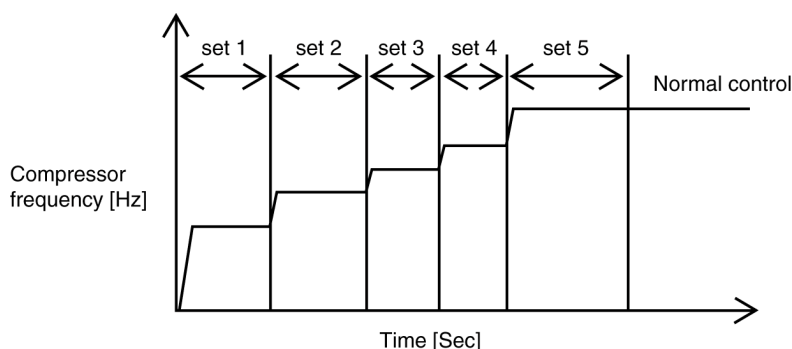 set 1
set 2
set 3
set 4
set 5
Normal control
Compressor
frequency [Hz]
Time [Sec]